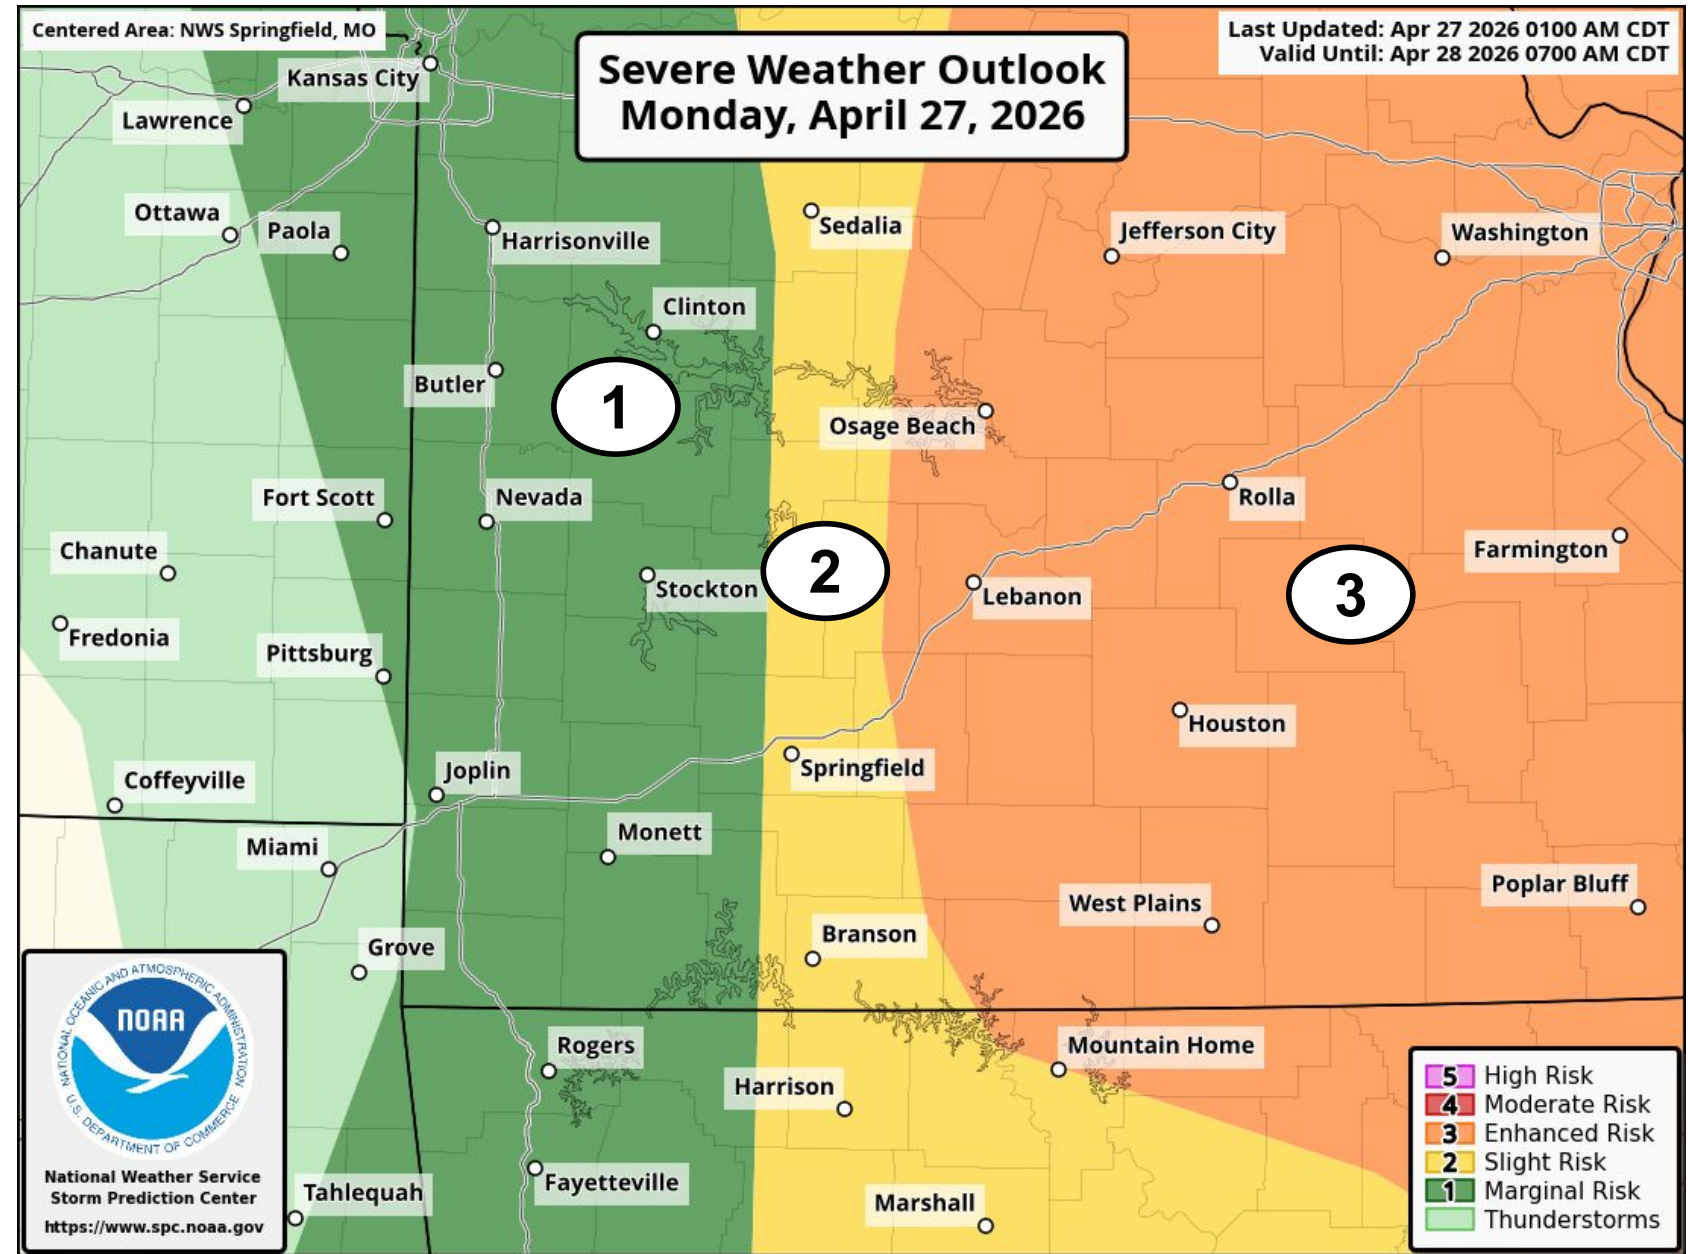 Centered Area: NWS Springfield, MO
Last Updated: Apr 27 2026 0100 AM CDT
Valid Until: Apr 28 2026 0700 AM CDT
Severe Weather Outlook
Monday, April 27, 2026
Kansas City
Lawrence
Ottawa
Paola
Harrisonville
Sedalia
Jefferson City
Washington
Clinton
Butler
1
Osage Beach
Fort Scott
Nevada
Rolla
Chanute
Stockton
2
Lebanon
3
Farmington
Fredonia
Pittsburg
Houston
Coffeyville
Joplin
Springfield
Miami
Monett
West Plains
Poplar Bluff
Grove
Branson
Rogers
Mountain Home
Harrison
Fayetteville
Tahlequah
Marshall
NATIONAL OCEANIC AND ATMOSPHERIC ADMINISTRATION
NOAA
U.S. DEPARTMENT OF COMMERCE
National Weather Service
Storm Prediction Center
https://www.spc.noaa.gov
5 High Risk
4 Moderate Risk
3 Enhanced Risk
2 Slight Risk
1 Marginal Risk
Thunderstorms